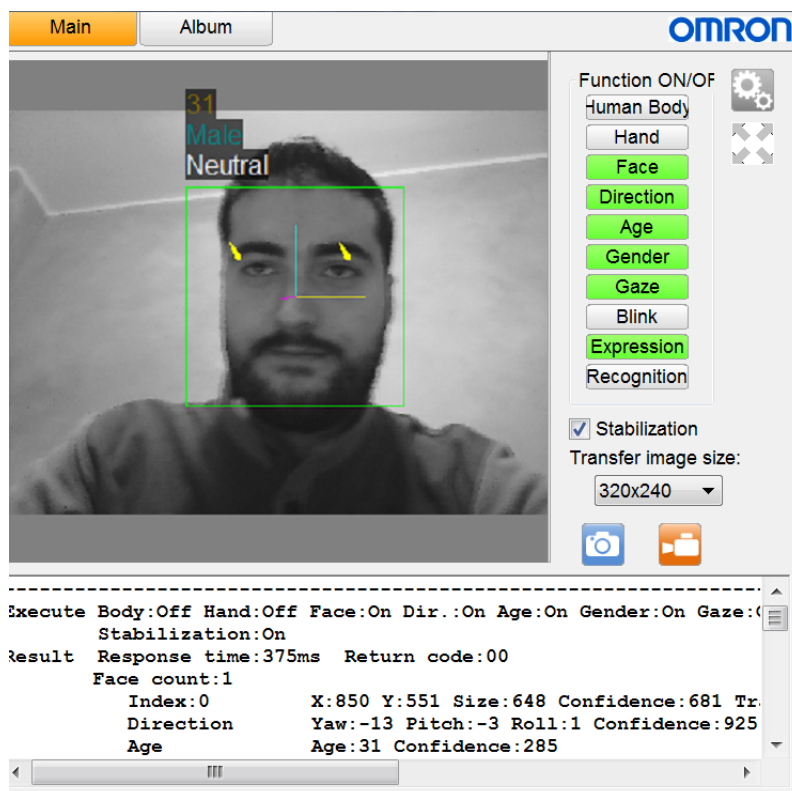 Main
Album
OMRON
31
Male
Neutral
Function ON/OF
Human Body
Hand
Face
Direction
Age
Gender
Gaze
Blink
Expression
Recognition
Stabilization
Transfer image size:
320x240
Execute Body:Off Hand:Off Face:On Dir.:On Age:On Gender:On Gaze:
Stabilization:On
Result Response time:375ms Return code:00
Face count:1
Index:0 X:850 Y:551 Size:648 Confidence:681 Tr
Direction Yaw:-13 Pitch:-3 Roll:1 Confidence:925
Age Age:31 Confidence:285